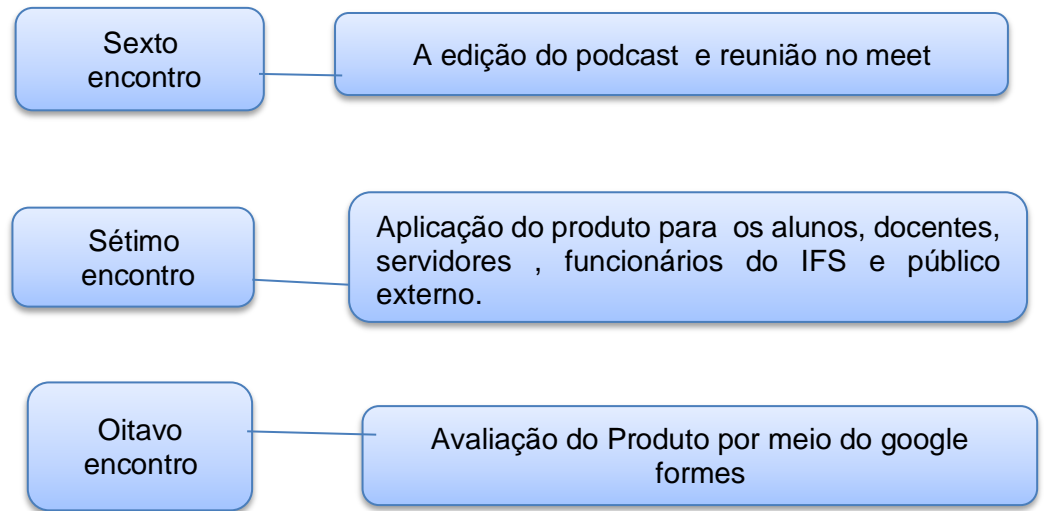 Sexto
encontro
A edição do podcast e reunião no meet
Sétimo
encontro
Aplicação do produto para os alunos, docentes,
servidores , funcionários do IFS e público
externo.
Oitavo
encontro
Avaliação do Produto por meio do google
formes